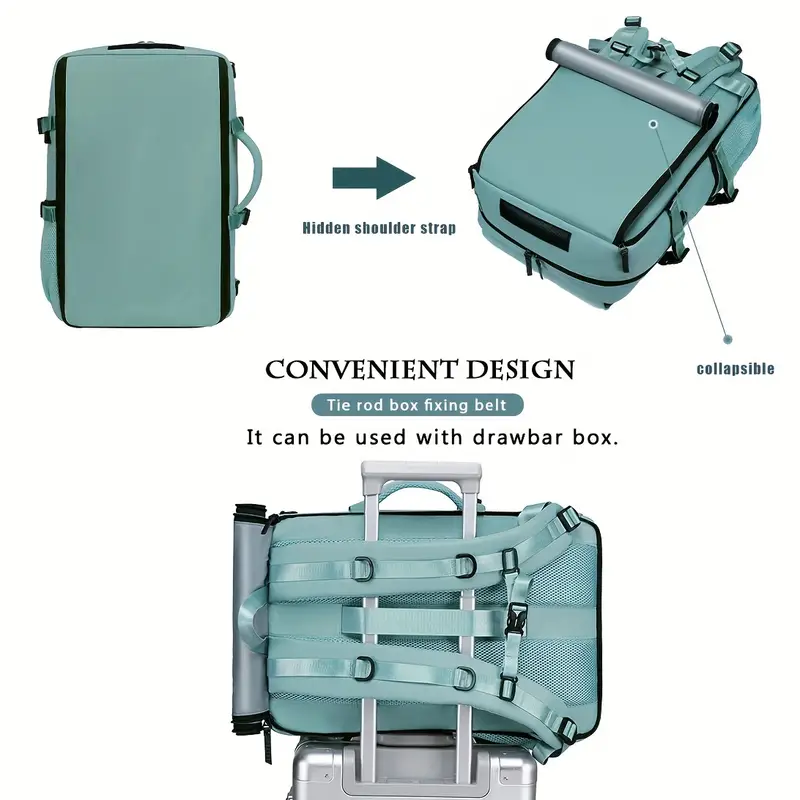 Hidden shoulder strap
collapsible
CONVENIENT DESIGN
Tie rod box fixing belt
It can be used with drawbar box.